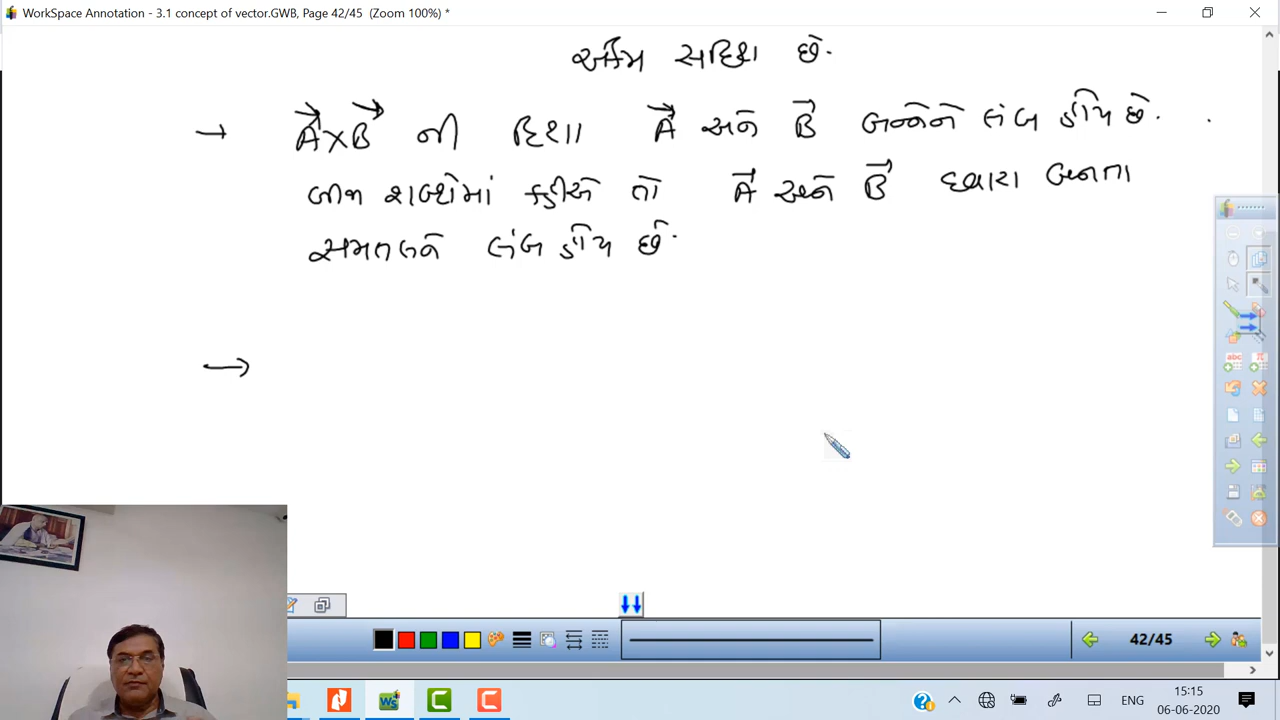 WorkSpace Annotation - 3.1 concept of vector.GWB, Page 42/45 (Zoom 100%) *
સદિશ છે.
→ A⃗×B⃗ ની દિશા A⃗ અને B⃗ બન્નેને લંબ હોય છે.
બીજા શબ્દોમાં કહીએ તો A⃗ અને B⃗ દ્વારા બનતા
સમતલને લંબ હોય છે.
→
42/45
ENG
15:15
06-06-2020